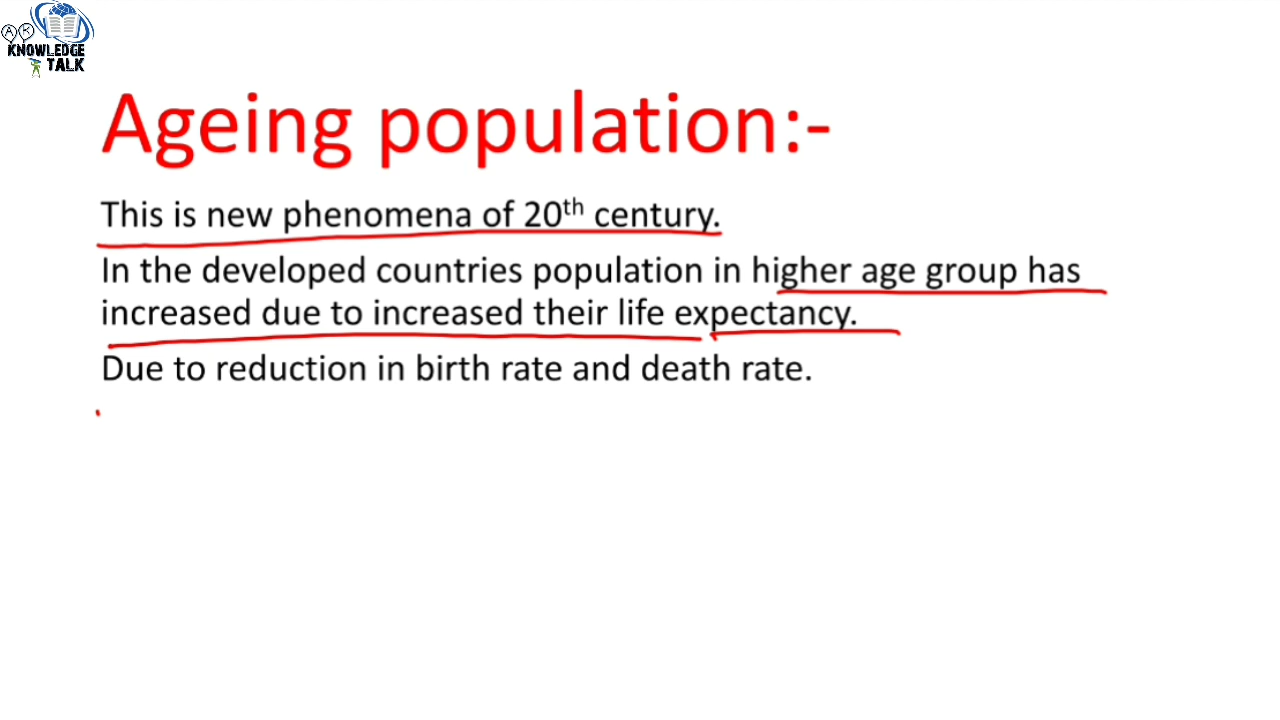 A K
KNOWLEDGE
TALK
Ageing population:-
This is new phenomena of 20th century.
In the developed countries population in higher age group has
increased due to increased their life expectancy.
Due to reduction in birth rate and death rate.